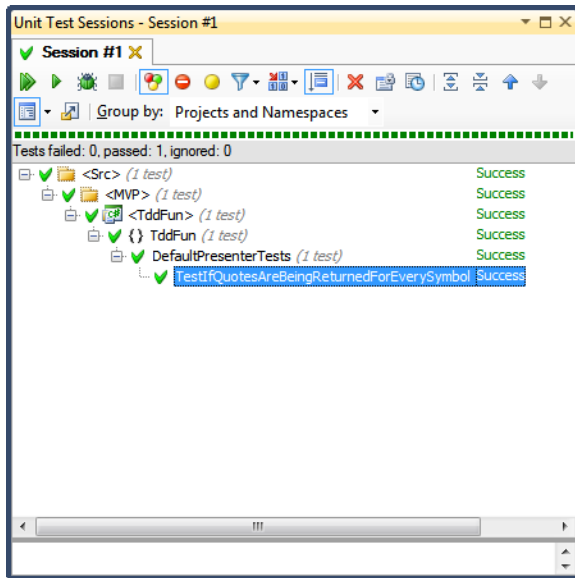 Unit Test Sessions - Session #1
Session #1
Group by: Projects and Namespaces
Tests failed: 0, passed: 1, ignored: 0
<Src> (1 test) Success
<MVP> (1 test) Success
<TddFun> (1 test) Success
{} TddFun (1 test) Success
DefaultPresenterTests (1 test) Success
TestIfQuotesAreBeingReturnedForEverySymbol Success